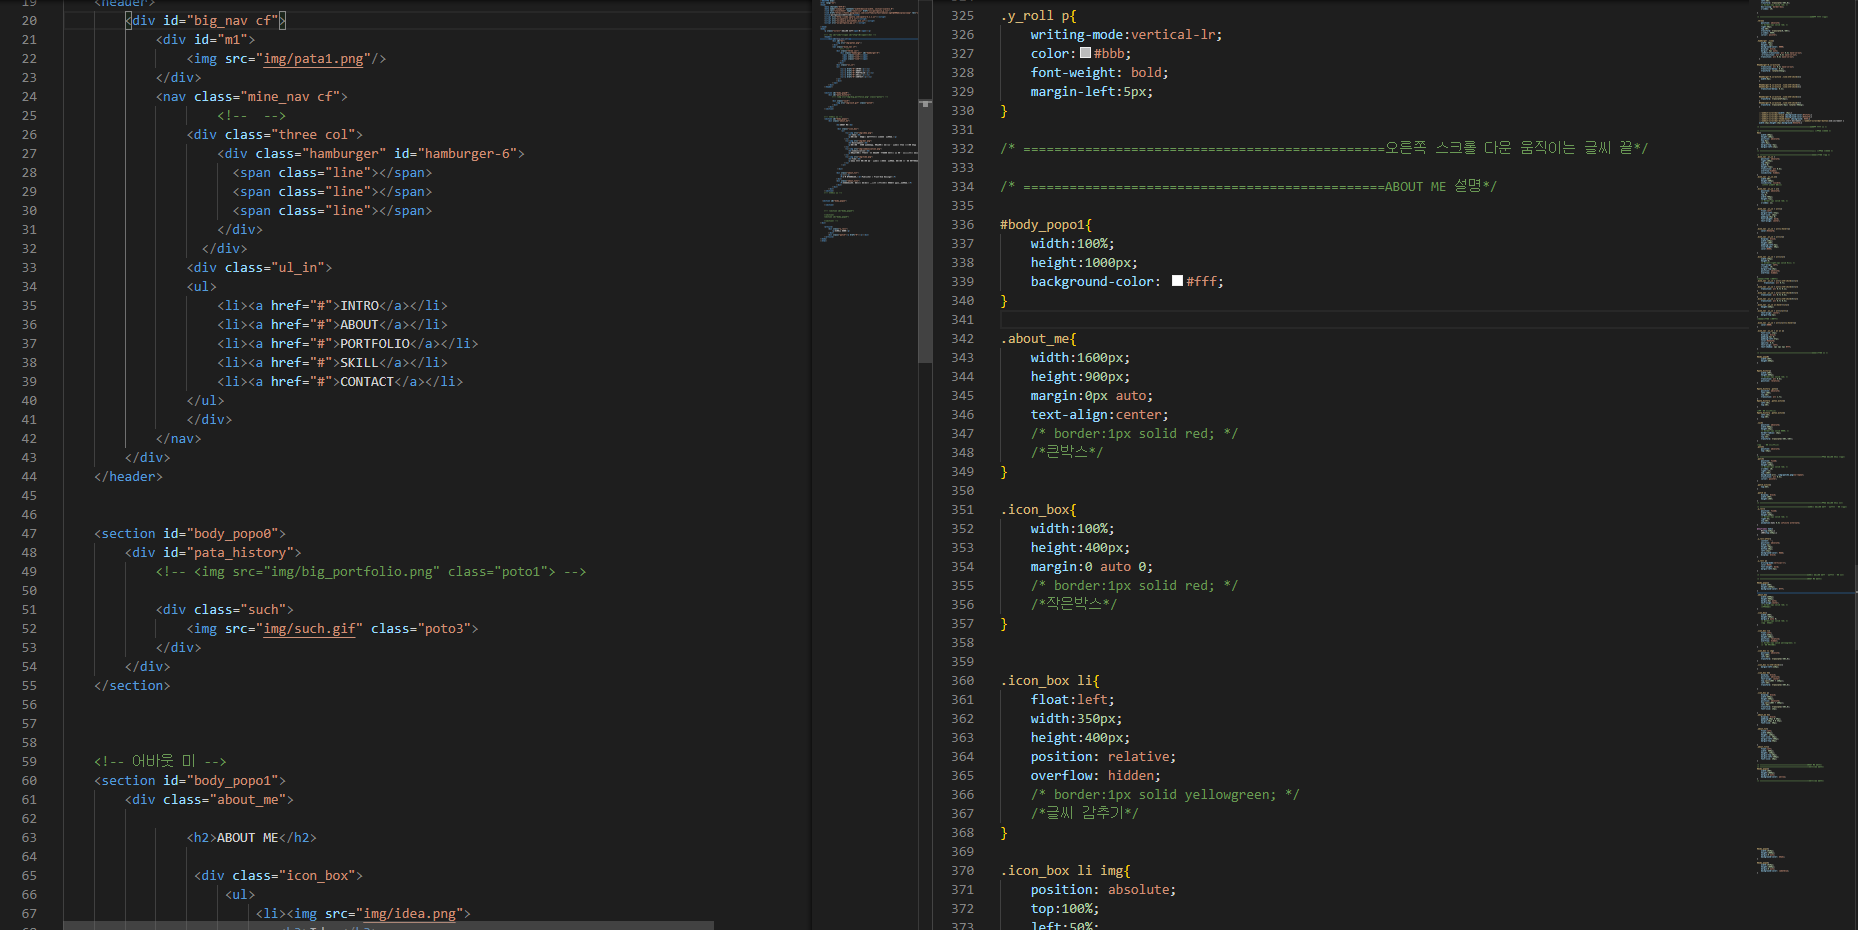 19 <header>
20 <div id="big_nav cf">
21 <div id="m1">
22 <img src="img/pata1.png"/>
23 </div>
24 <nav class="mine_nav cf">
25 <!--  -->
26 <div class="three col">
27 <div class="hamburger" id="hamburger-6">
28 <span class="line"></span>
29 <span class="line"></span>
30 <span class="line"></span>
31 </div>
32 </div>
33 <div class="ul_in">
34 <ul>
35 <li><a href="#">INTRO</a></li>
36 <li><a href="#">ABOUT</a></li>
37 <li><a href="#">PORTFOLIO</a></li>
38 <li><a href="#">SKILL</a></li>
39 <li><a href="#">CONTACT</a></li>
40 </ul>
41 </div>
42 </nav>
43 </div>
44 </header>
45
46
47 <section id="body_popo0">
48 <div id="pata_history">
49 <!-- <img src="img/big_portfolio.png" class="poto1"> -->
50
51 <div class="such">
52 <img src="img/such.gif" class="poto3">
53 </div>
54 </div>
55 </section>
56
57
58
59 <!-- 어바웃 미 -->
60 <section id="body_popo1">
61 <div class="about_me">
62
63 <h2>ABOUT ME</h2>
64
65 <div class="icon_box">
66 <ul>
67 <li><img src="img/idea.png">
325 .y_roll p{
326 writing-mode:vertical-lr;
327 color:#bbb;
328 font-weight: bold;
329 margin-left:5px;
330 }
331
332 /* ===============================================오른쪽 스크롤 다운 움직이는 글씨 끝*/
333
334 /* ===============================================ABOUT ME 설명*/
335
336 #body_popo1{
337 width:100%;
338 height:1000px;
339 background-color: #fff;
340 }
341
342 .about_me{
343 width:1600px;
344 height:900px;
345 margin:0px auto;
346 text-align:center;
347 /* border:1px solid red; */
348 /*큰박스*/
349 }
350
351 .icon_box{
352 width:100%;
353 height:400px;
354 margin:0 auto 0;
355 /* border:1px solid red; */
356 /*작은박스*/
357 }
358
359
360 .icon_box li{
361 float:left;
362 width:350px;
363 height:400px;
364 position: relative;
365 overflow: hidden;
366 /* border:1px solid yellowgreen; */
367 /*글씨 감추기*/
368 }
369
370 .icon_box li img{
371 position: absolute;
372 top:100%;
373 left:50%;